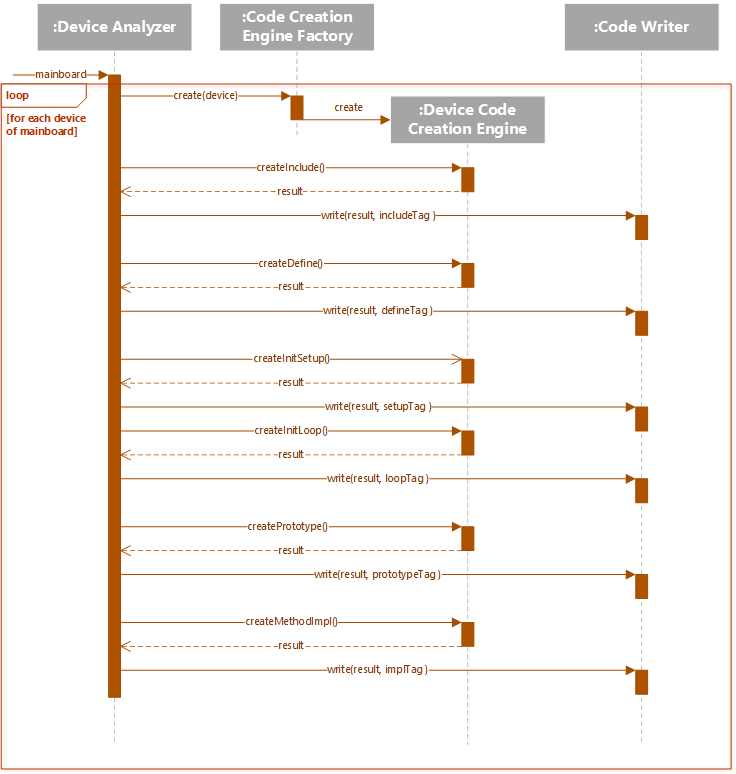 :Device Analyzer
:Code Creation
Engine Factory
:Code Writer
mainboard
loop
[for each device
of mainboard]
create(device)
create
:Device Code
Creation Engine
createInclude()
result
write(result, includeTag )
createDefine()
result
write(result, defineTag )
createInitSetup()
result
write(result, setupTag )
createInitLoop()
result
write(result, loopTag )
createPrototype()
result
write(result, prototypeTag )
createMethodImpl()
result
write(result, implTag )